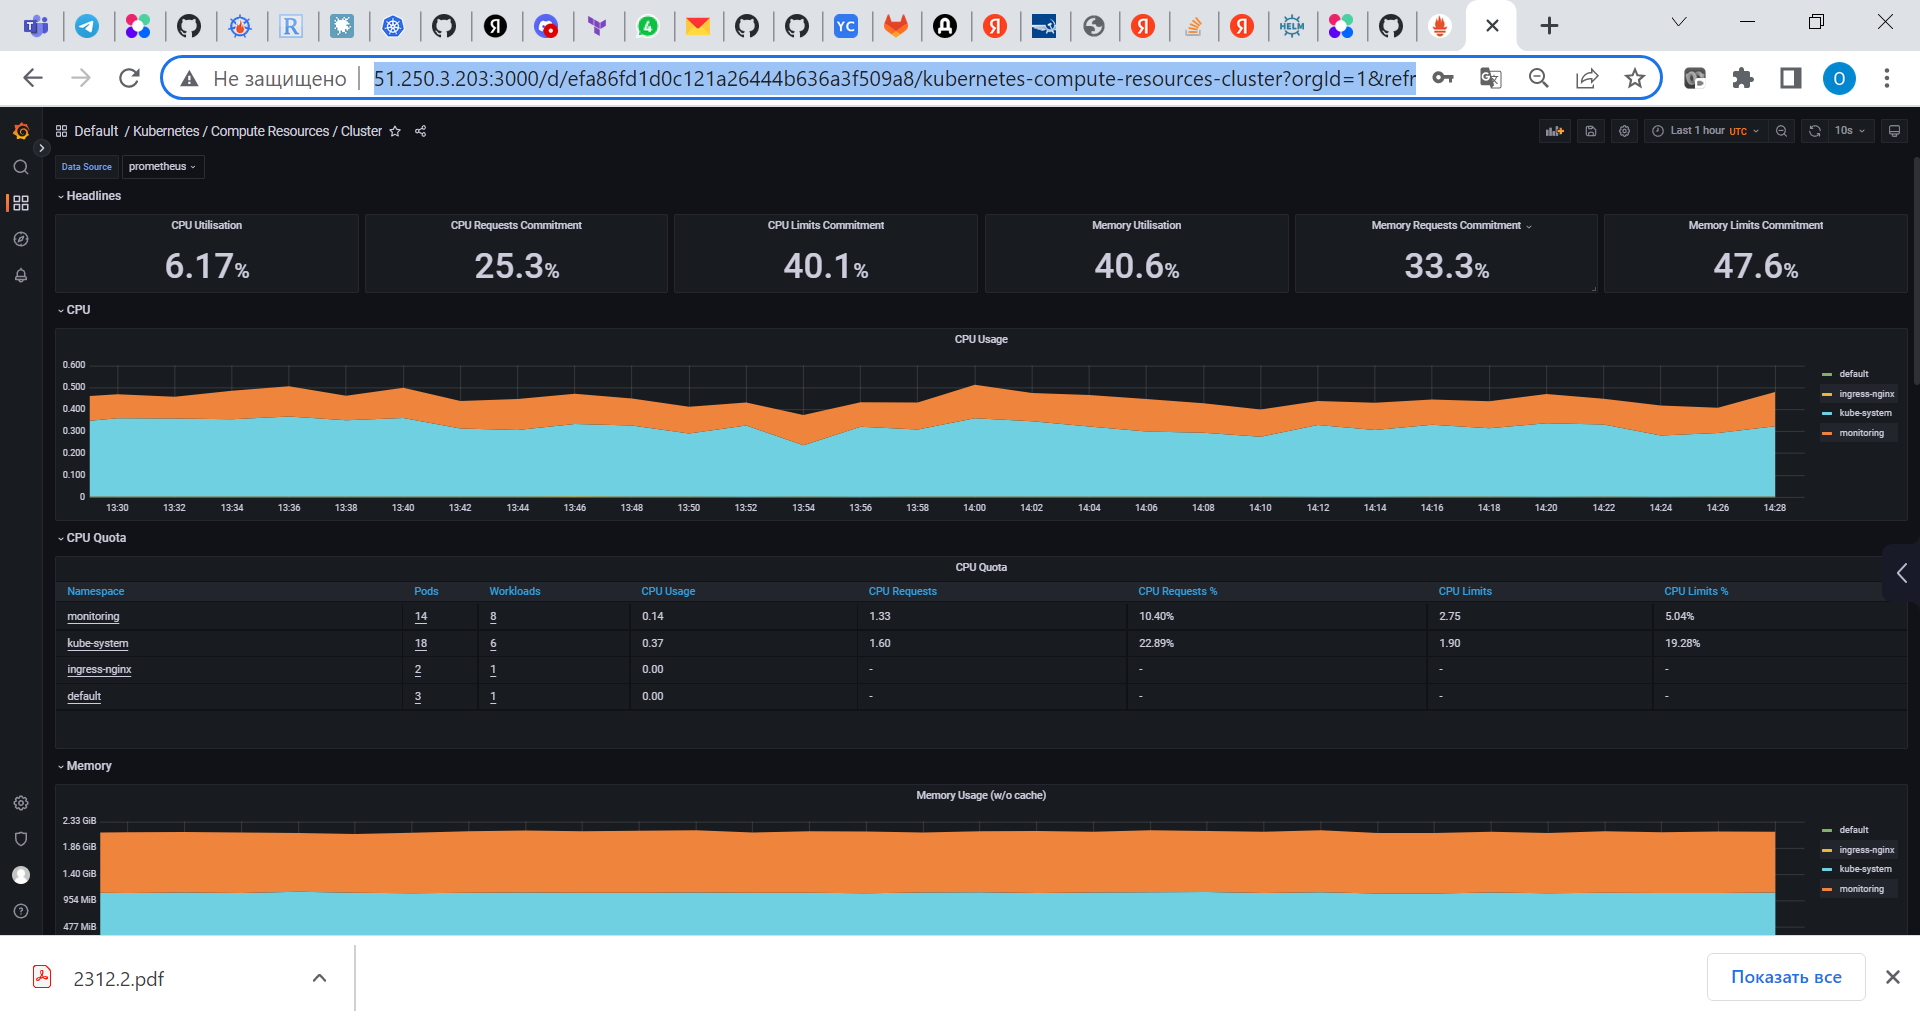 T
R
Я
4
YC
Д
Я
Я
Я
HELM
Не защищено
51.250.3.203:3000/d/efa86fd1d0c121a26444b636a3f509a8/kubernetes-compute-resources-cluster?orgId=1&refr
О
Default / Kubernetes / Compute Resources / Cluster
Last 1 hour UTC
10s
Data Source prometheus
Headlines
CPU Utilisation
CPU Requests Commitment
CPU Limits Commitment
Memory Utilisation
Memory Requests Commitment
Memory Limits Commitment
6.17%
25.3%
40.1%
40.6%
33.3%
47.6%
CPU
CPU Usage
0.600
0.500
0.400
0.300
0.200
0.100
0
13:30 13:32 13:34 13:36 13:38 13:40 13:42 13:44 13:46 13:48 13:50 13:52 13:54 13:56 13:58 14:00 14:02 14:04 14:06 14:08 14:10 14:12 14:14 14:16 14:18 14:20 14:22 14:24 14:26 14:28
default
ingress-nginx
kube-system
monitoring
CPU Quota
CPU Quota
Namespace Pods Workloads CPU Usage CPU Requests CPU Requests % CPU Limits CPU Limits %
monitoring 14 8 0.14 1.33 10.40% 2.75 5.04%
kube-system 18 6 0.37 1.60 22.89% 1.90 19.28%
ingress-nginx 2 1 0.00 - - - -
default 3 1 0.00 - - - -
Memory
Memory Usage (w/o cache)
2.33 GiB
1.86 GiB
1.40 GiB
954 MiB
477 MiB
default
ingress-nginx
kube-system
monitoring
2312.2.pdf
Показать все